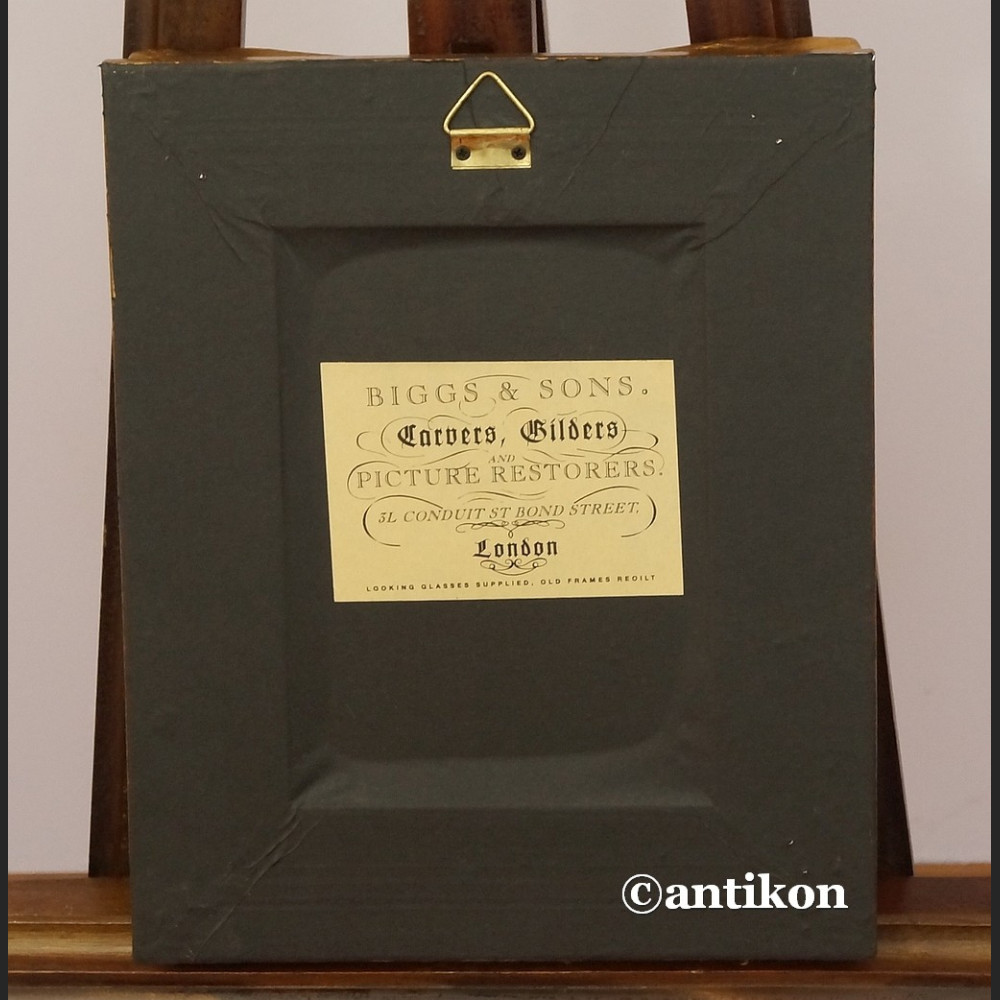 BIGGS & SONS.
Carvers, Gilders
AND
PICTURE RESTORERS.
3L CONDUIT ST BOND STREET,
London
LOOKING GLASSES SUPPLIED, OLD FRAMES REGILT
©antikon